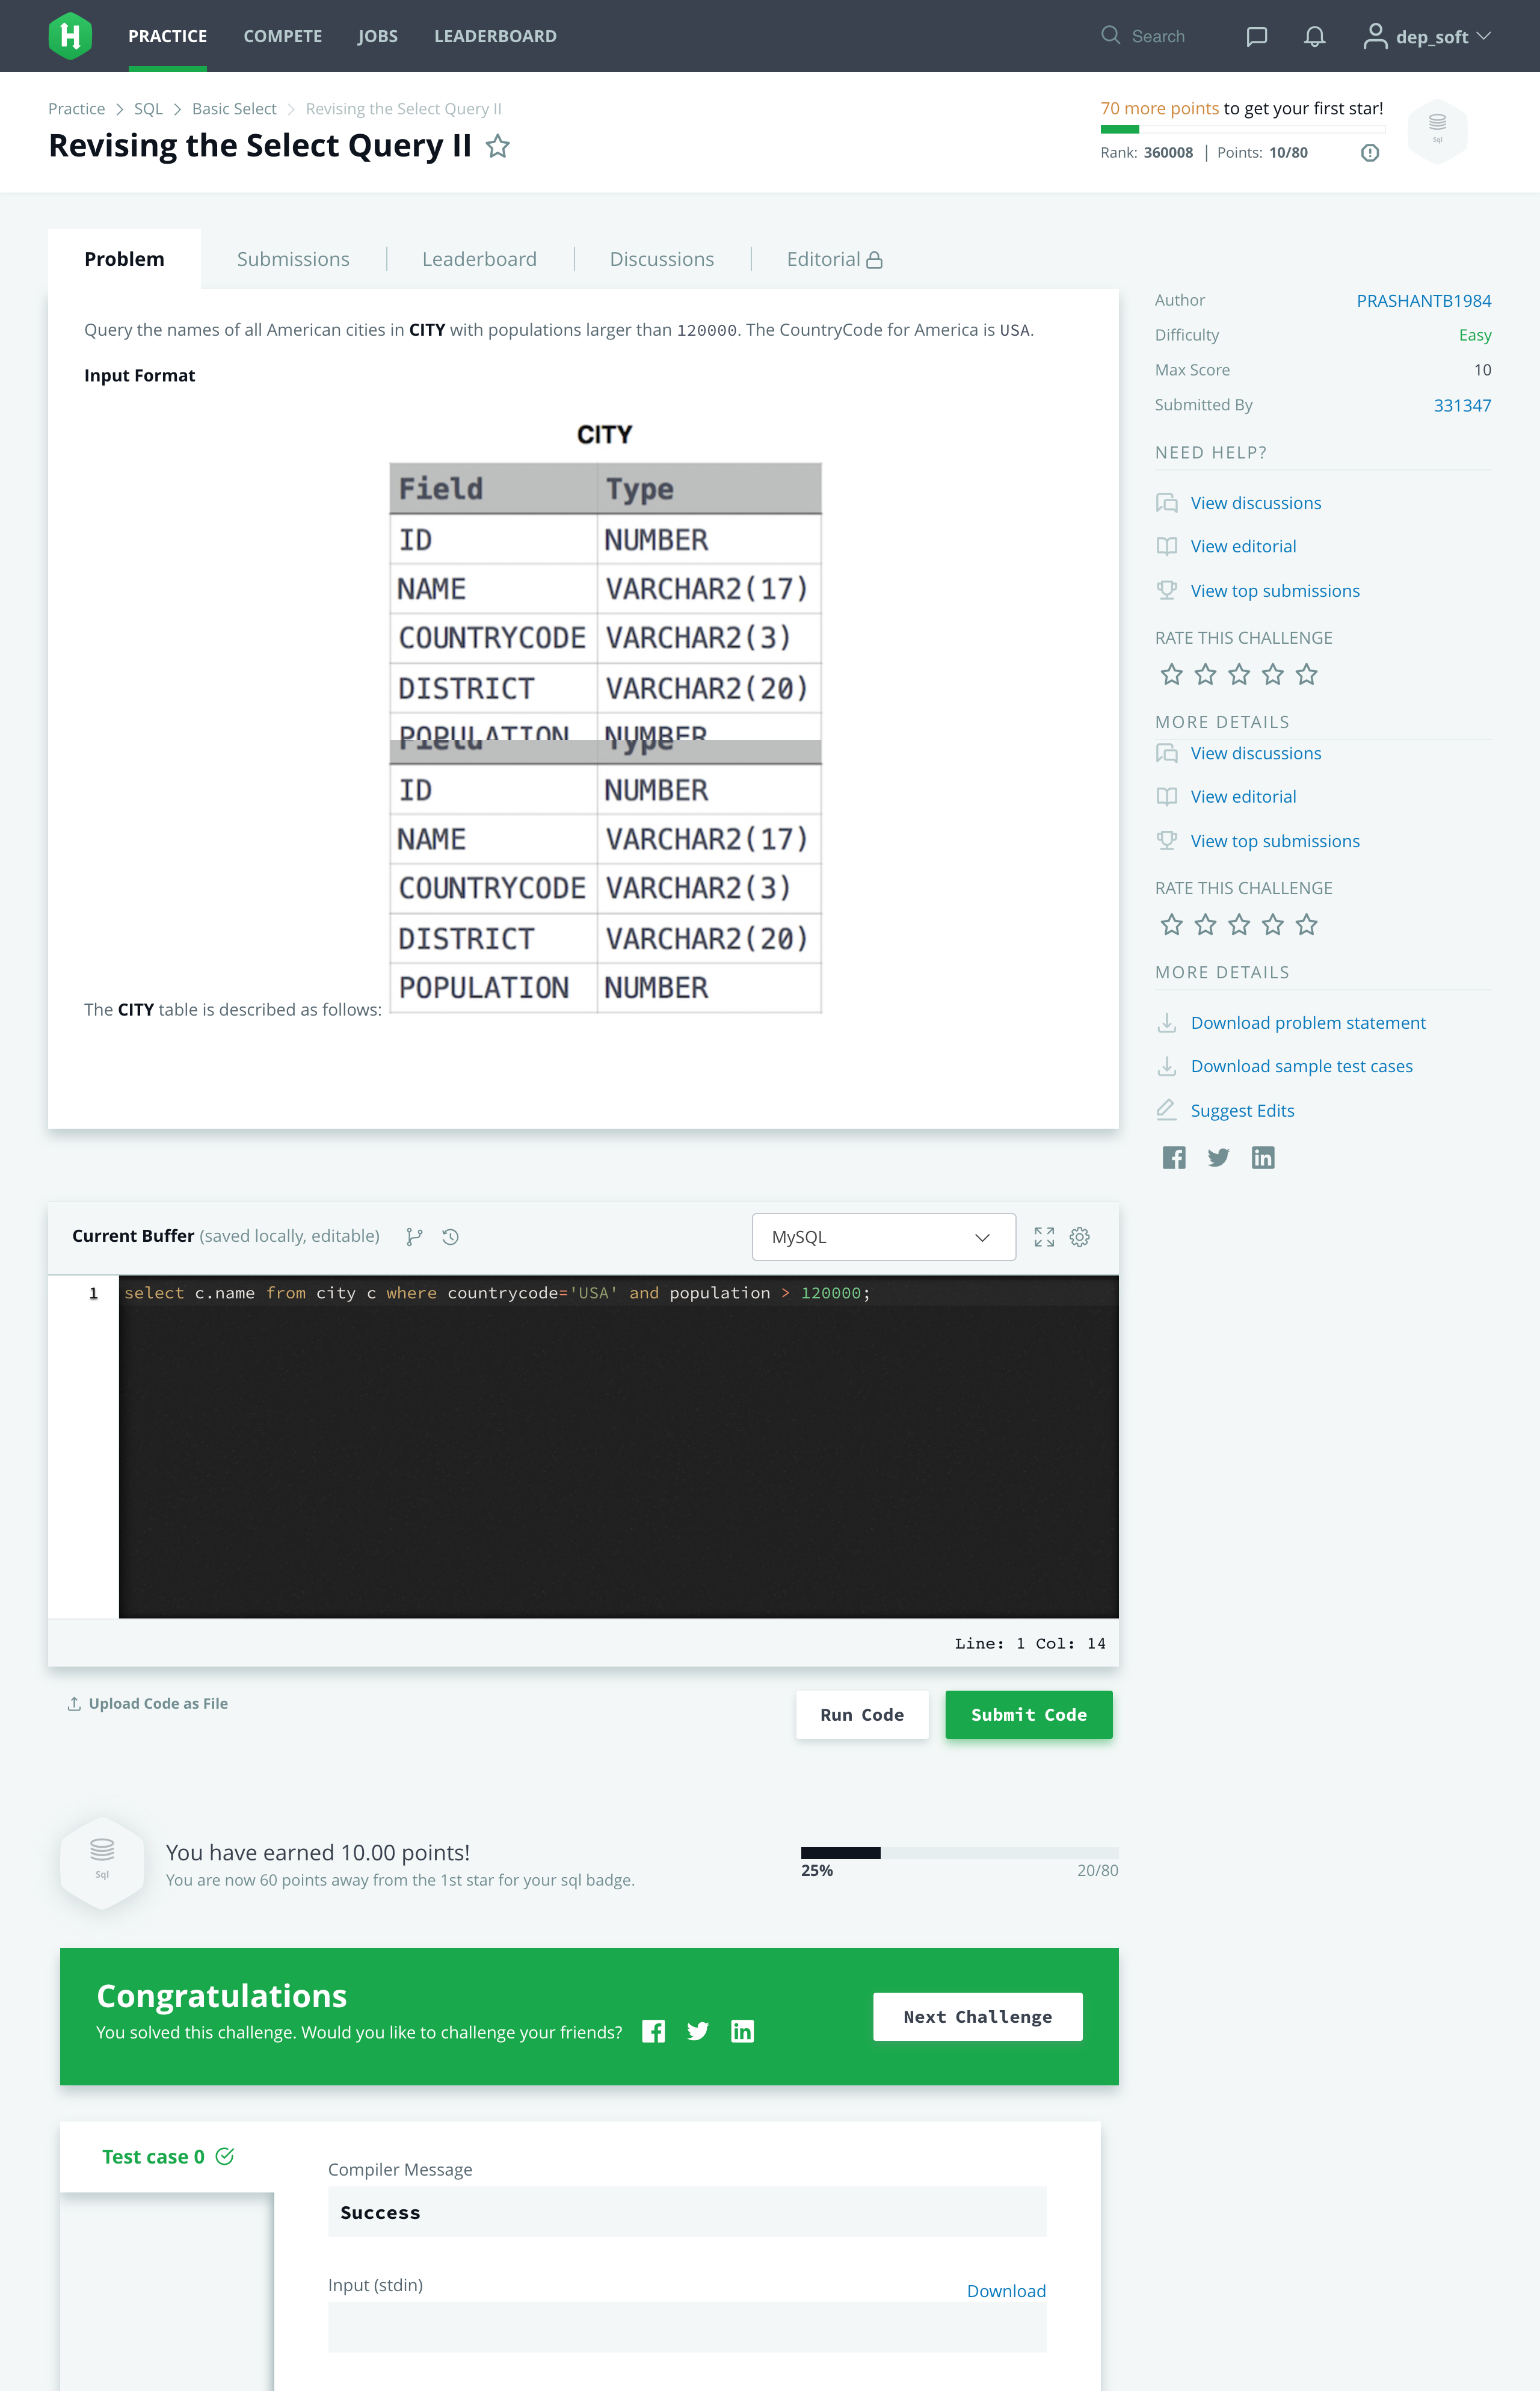 PRACTICE COMPETE JOBS LEADERBOARD Search dep_soft
Practice > SQL > Basic Select > Revising the Select Query II
Revising the Select Query II
70 more points to get your first star!
Rank: 360008 | Points: 10/80
Sql
Problem Submissions Leaderboard Discussions Editorial
Query the names of all American cities in CITY with populations larger than 120000. The CountryCode for America is USA.
Input Format
CITY
Field Type
ID NUMBER
NAME VARCHAR2(17)
COUNTRYCODE VARCHAR2(3)
DISTRICT VARCHAR2(20)
POPULATION NUMBER
Field Type
ID NUMBER
NAME VARCHAR2(17)
COUNTRYCODE VARCHAR2(3)
DISTRICT VARCHAR2(20)
POPULATION NUMBER
The CITY table is described as follows:
Author PRASHANTB1984
Difficulty Easy
Max Score 10
Submitted By 331347
NEED HELP?
View discussions
View editorial
View top submissions
RATE THIS CHALLENGE
MORE DETAILS
View discussions
View editorial
View top submissions
RATE THIS CHALLENGE
MORE DETAILS
Download problem statement
Download sample test cases
Suggest Edits
Current Buffer (saved locally, editable) MySQL
1 select c.name from city c where countrycode='USA' and population > 120000;
Line: 1 Col: 14
Upload Code as File Run Code Submit Code
Sql
You have earned 10.00 points!
You are now 60 points away from the 1st star for your sql badge.
25% 20/80
Congratulations
You solved this challenge. Would you like to challenge your friends?
Next Challenge
Test case 0
Compiler Message
Success
Input (stdin) Download